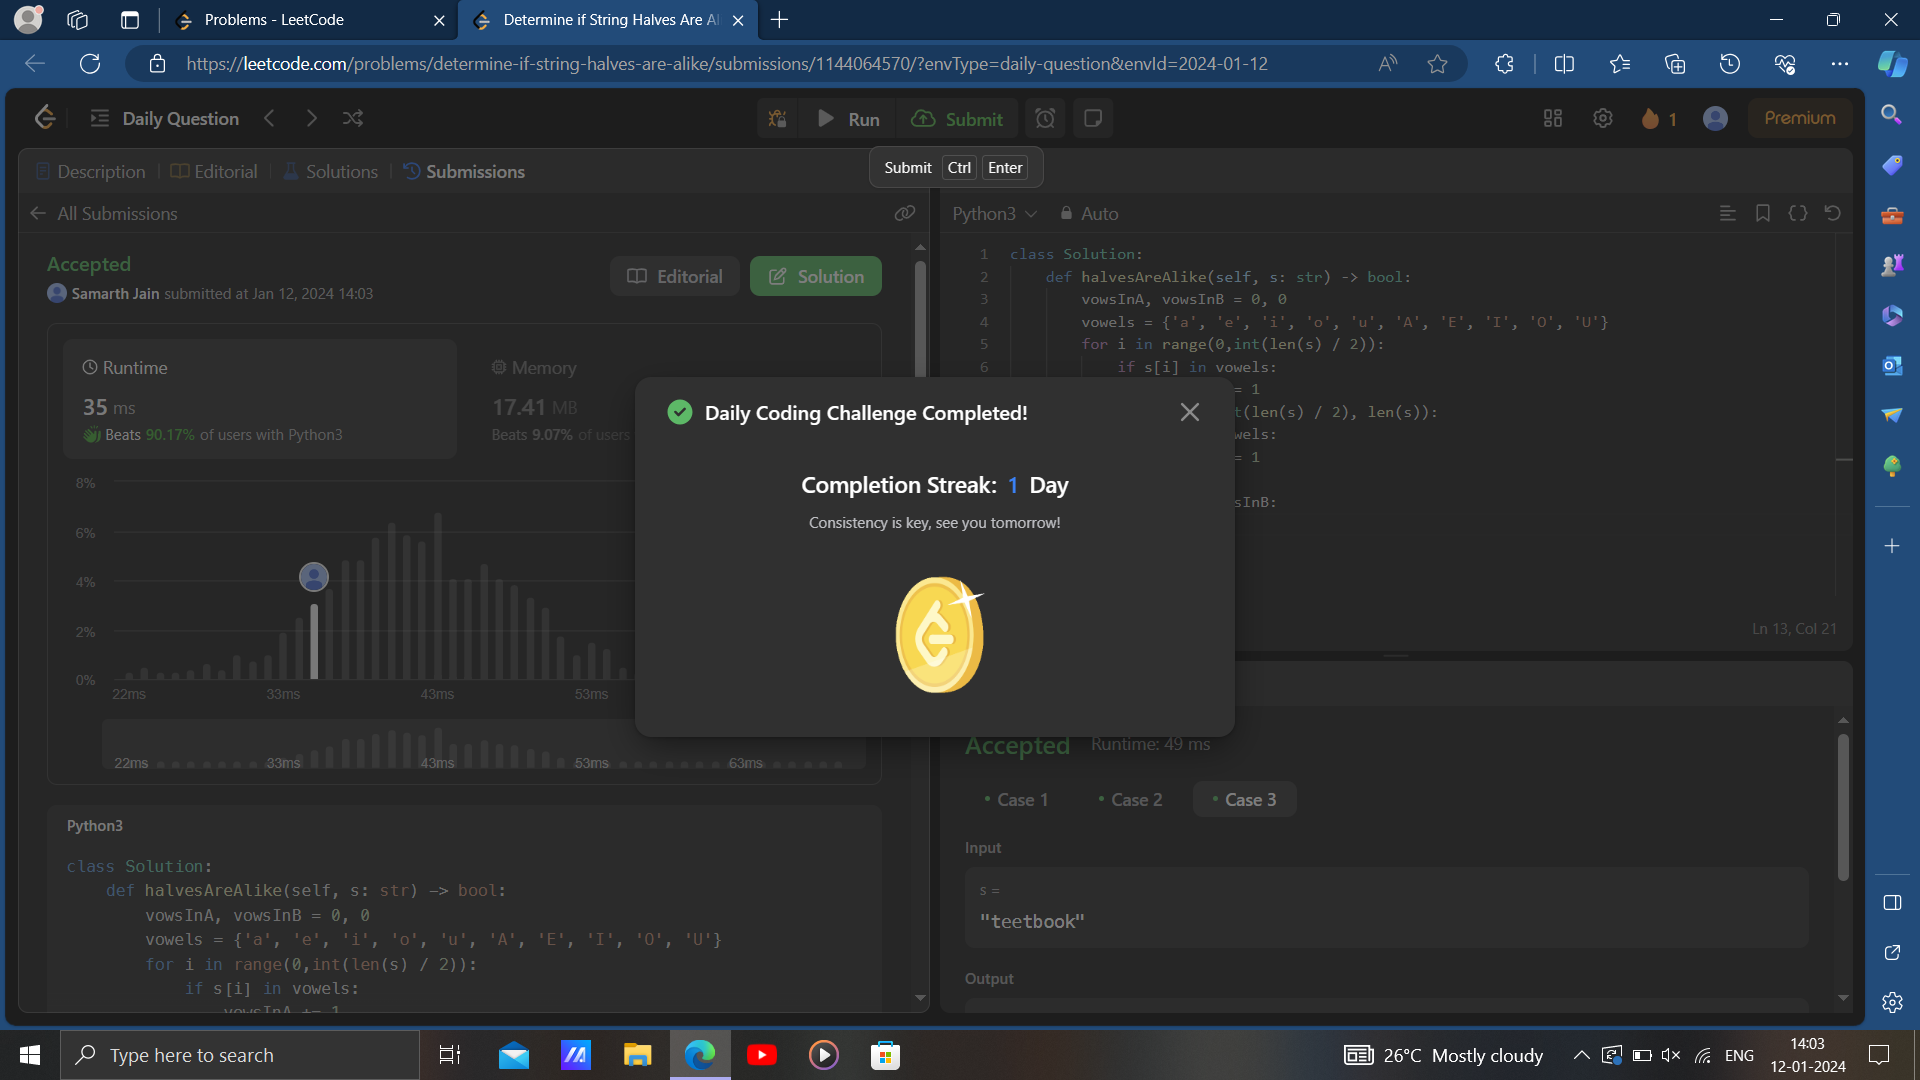 Problems - LeetCode
Determine if String Halves Are Al
https://leetcode.com/problems/determine-if-string-halves-are-alike/submissions/1144064570/?envType=daily-question&envId=2024-01-12
Daily Question
Run
Submit
1
Premium
Submit Ctrl Enter
Description
Editorial
Solutions
Submissions
All Submissions
Accepted
Samarth Jain submitted at Jan 12, 2024 14:03
Editorial
Solution
Runtime
35 ms
Beats 90.17% of users with Python3
Memory
17.41 MB
Beats 9.07% of users
8%
6%
4%
2%
0%
22ms 33ms 43ms 53ms
22ms 33ms 43ms 53ms 63ms
Python3
class Solution:
def halvesAreAlike(self, s: str) -> bool:
vowsInA, vowsInB = 0, 0
vowels = {'a', 'e', 'i', 'o', 'u', 'A', 'E', 'I', 'O', 'U'}
for i in range(0,int(len(s) / 2)):
if s[i] in vowels:
vowsInA += 1
Daily Coding Challenge Completed!
Completion Streak: 1 Day
Consistency is key, see you tomorrow!
Python3
Auto
1 class Solution:
2 def halvesAreAlike(self, s: str) -> bool:
3 vowsInA, vowsInB = 0, 0
4 vowels = {'a', 'e', 'i', 'o', 'u', 'A', 'E', 'I', 'O', 'U'}
5 for i in range(0,int(len(s) / 2)):
6 if s[i] in vowels:
= 1
t(len(s) / 2), len(s)):
wels:
= 1
sInB:
Ln 13, Col 21
Accepted Runtime: 49 ms
Case 1
Case 2
Case 3
Input
s =
"teetbook"
Output
Type here to search
26°C Mostly cloudy
ENG
14:03
12-01-2024